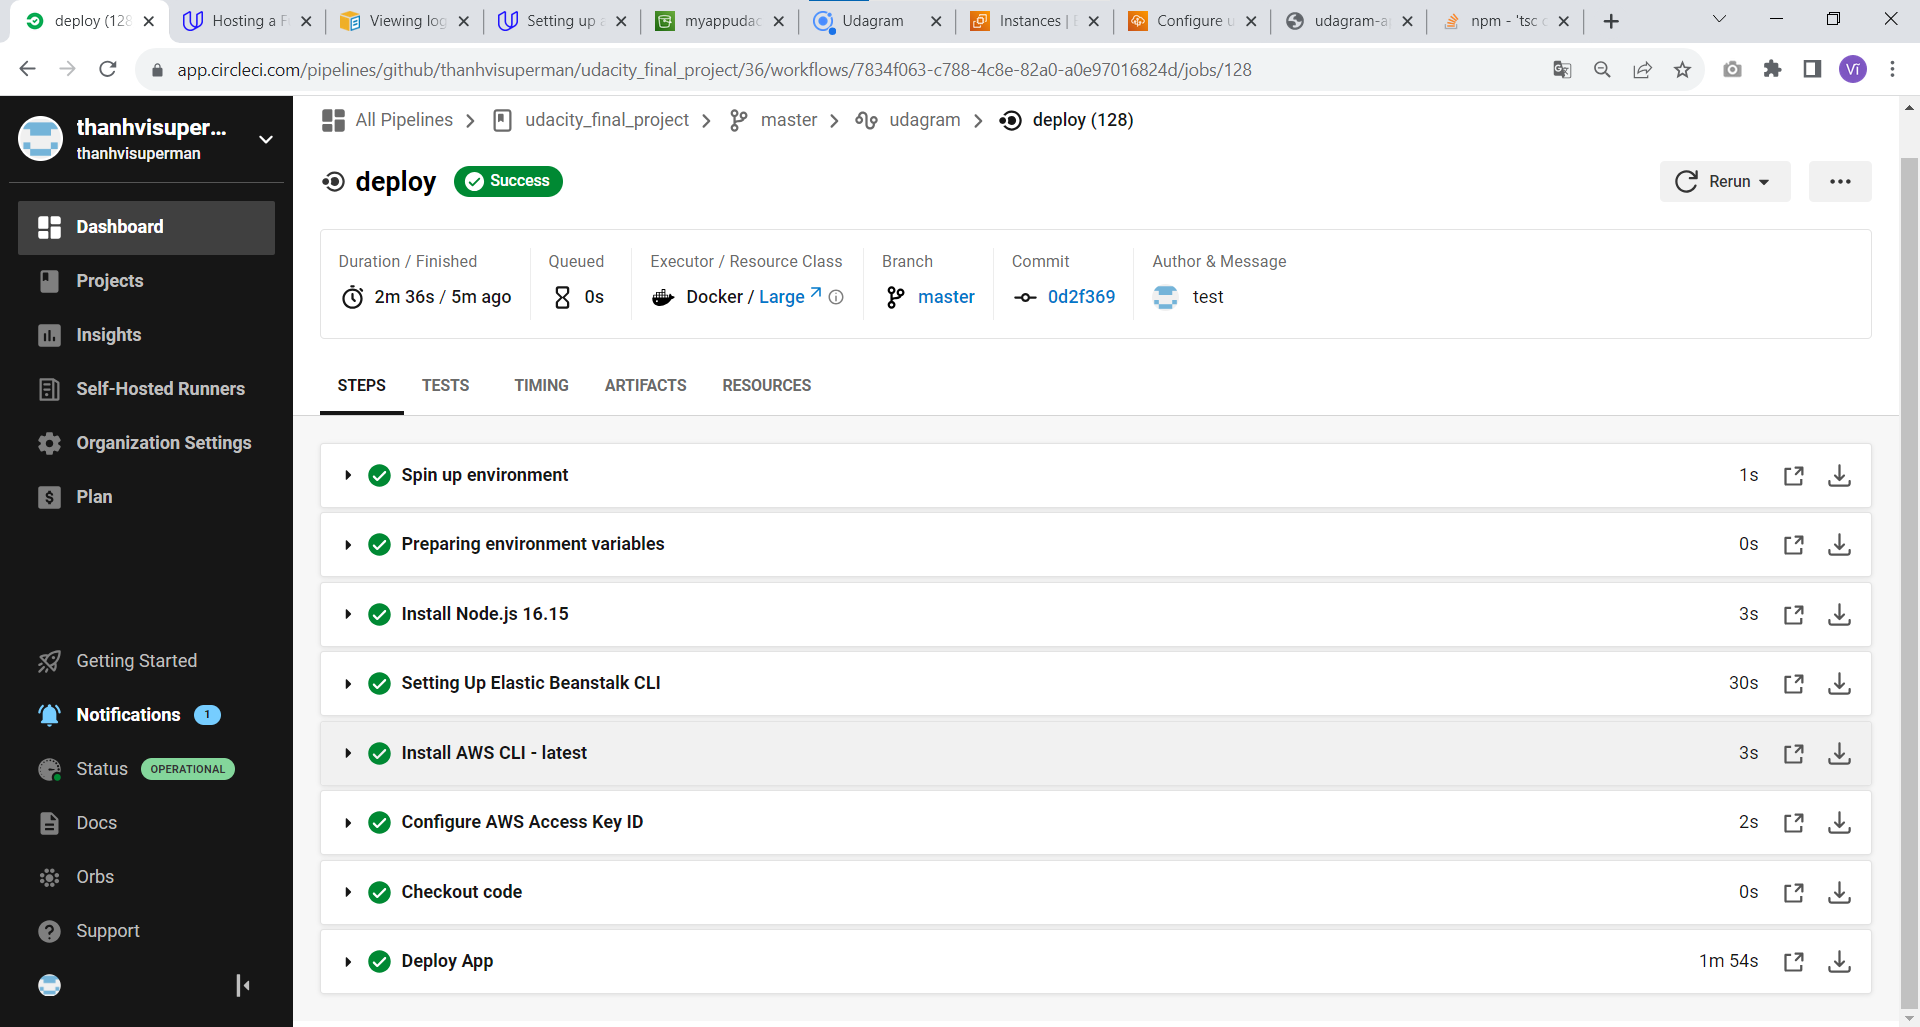 deploy (128
Hosting a F
Viewing log
Setting up a
myappudac
Udagram
Instances | E
Configure u
udagram-ap
npm - 'tsc c
app.circleci.com/pipelines/github/thanhvisuperman/udacity_final_project/36/workflows/7834f063-c788-4c8e-82a0-a0e97016824d/jobs/128
Vĩ
thanhvisuper...
thanhvisuperman
Dashboard
Projects
Insights
Self-Hosted Runners
Organization Settings
Plan
Getting Started
Notifications 1
Status OPERATIONAL
Docs
Orbs
Support
All Pipelines
udacity_final_project
master
udagram
deploy (128)
deploy
Success
Rerun
Duration / Finished
2m 36s / 5m ago
Queued
0s
Executor / Resource Class
Docker / Large
Branch
master
Commit
0d2f369
Author & Message
test
STEPS TESTS TIMING ARTIFACTS RESOURCES
Spin up environment 1s
Preparing environment variables 0s
Install Node.js 16.15 3s
Setting Up Elastic Beanstalk CLI 30s
Install AWS CLI - latest 3s
Configure AWS Access Key ID 2s
Checkout code 0s
Deploy App 1m 54s